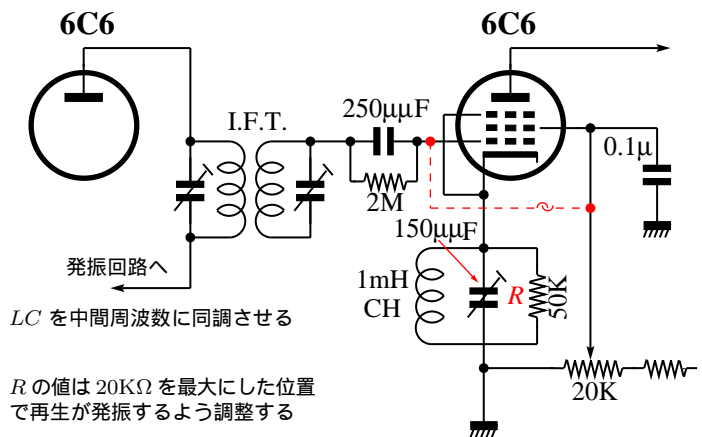 6C6
6C6
I.F.T.
250μμF
2M
0.1μ
150μμF
1mH
CH
R
50K
20K
発振回路へ
LC を中間周波数に同調させる
R の値は 20KΩ を最大にした位置
で再生が発振するよう調整する